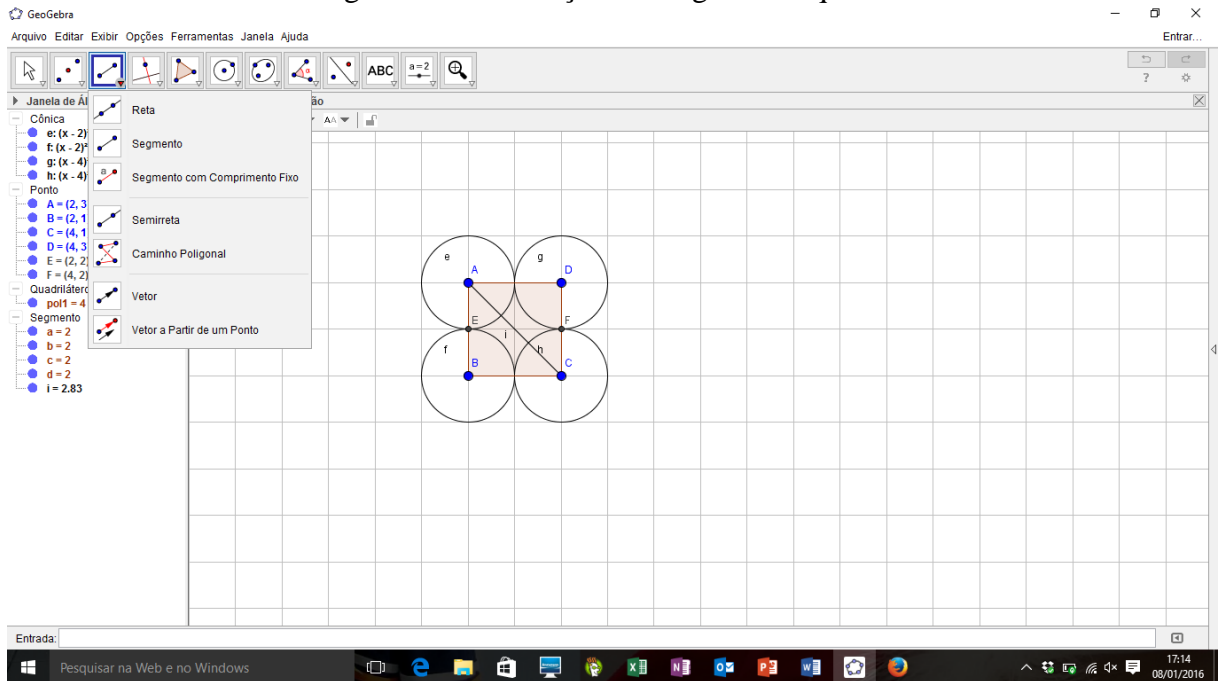 GeoGebra
Arquivo Editar Exibir Opções Ferramentas Janela Ajuda
Entrar...
ABC
a=2
?
Janela de Ál
ão
AA
Cônica
e: (x - 2)
f: (x - 2)²
g: (x - 4)
h: (x - 4)
Ponto
A = (2, 3
B = (2, 1
C = (4, 1
D = (4, 3
E = (2, 2)
F = (4, 2)
Quadriláter
pol1 = 4
Segmento
a = 2
b = 2
c = 2
d = 2
i = 2.83
Reta
Segmento
a
Segmento com Comprimento Fixo
Semirreta
Caminho Poligonal
Vetor
Vetor a Partir de um Ponto
e
g
A
D
E
F
i
f
h
B
C
Entrada:
Pesquisar na Web e no Windows
17:14
08/01/2016